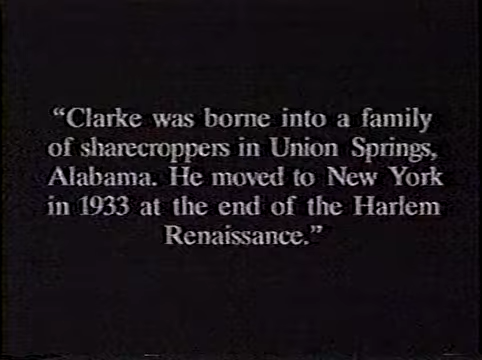 “Clarke was borne into a family
of sharecroppers in Union Springs,
Alabama. He moved to New York
in 1933 at the end of the Harlem
Renaissance.”